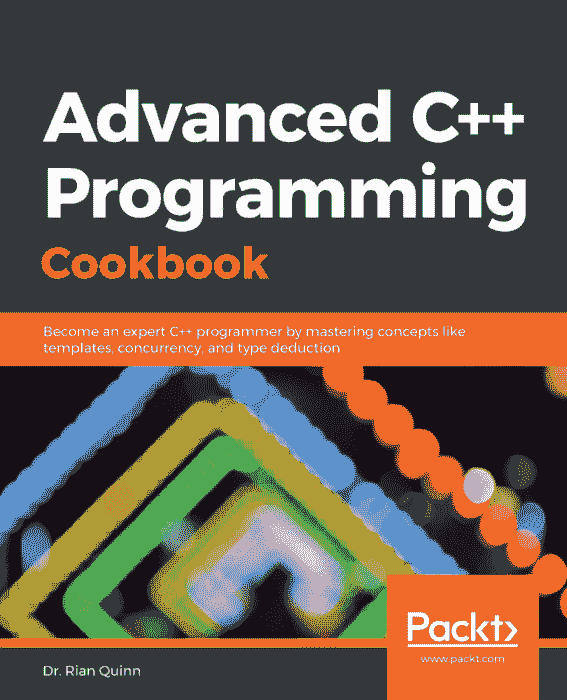 Advanced C++
Programming
Cookbook
Become an expert C++ programmer by mastering concepts like
templates, concurrency, and type deduction
Packt>
www.packt.com
Dr. Rian Quinn